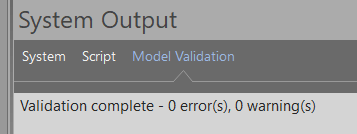 System Output
System Script Model Validation
Validation complete - 0 error(s), 0 warning(s)